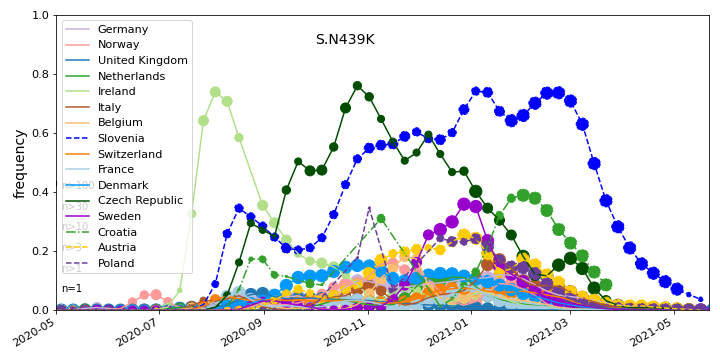 S.N439K
frequency
1.0
0.8
0.6
0.4
0.2
0.0
Germany
Norway
United Kingdom
Netherlands
Ireland
Italy
Belgium
Slovenia
Switzerland
France
Denmark
Czech Republic
Sweden
Croatia
Austria
Poland
n>100
n>30
n>10
n>3
n>1
n=1
2020-05
2020-07
2020-09
2020-11
2021-01
2021-03
2021-05